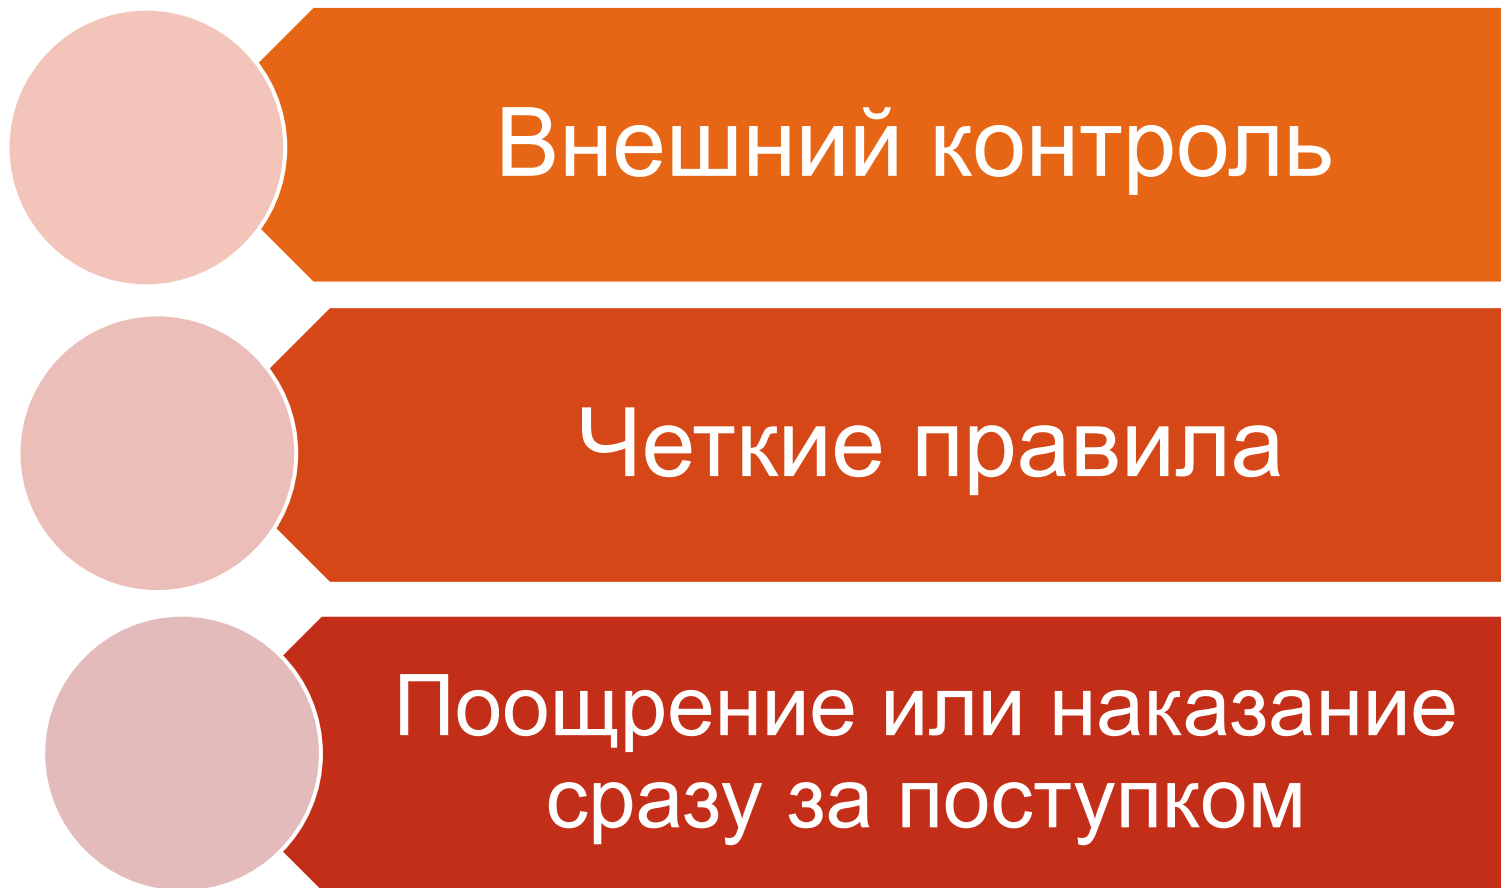 Внешний контроль
Четкие правила
Поощрение или наказание
сразу за поступком